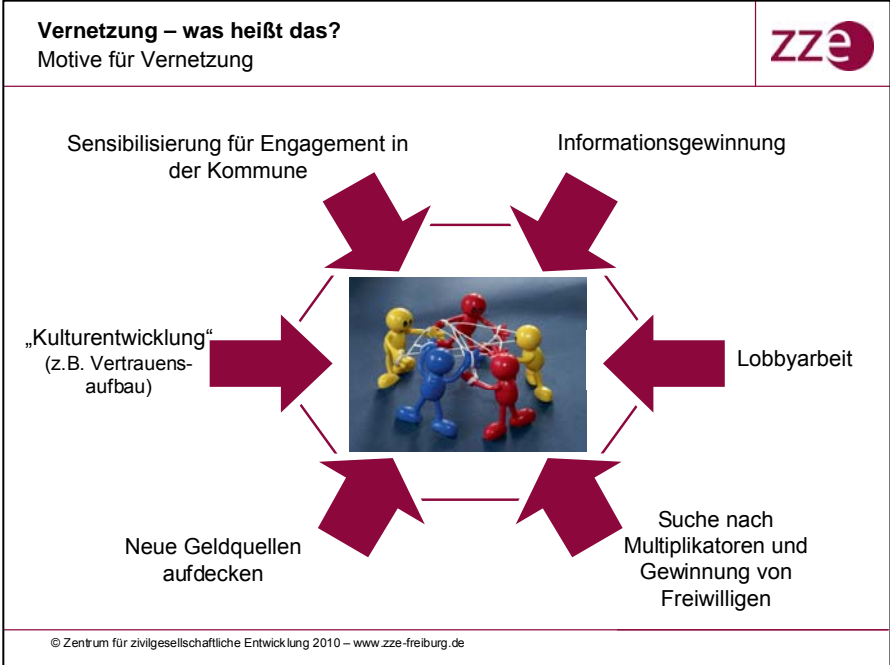 Vernetzung – was heißt das?
Motive für Vernetzung
zze
Sensibilisierung für Engagement in
der Kommune
Informationsgewinnung
„Kulturentwicklung“
(z.B. Vertrauens-
aufbau)
Lobbyarbeit
Neue Geldquellen
aufdecken
Suche nach
Multiplikatoren und
Gewinnung von
Freiwilligen
© Zentrum für zivilgesellschaftliche Entwicklung 2010 – www.zze-freiburg.de